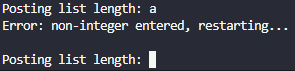 Posting list length: a
Error: non-integer entered, restarting...
Posting list length: